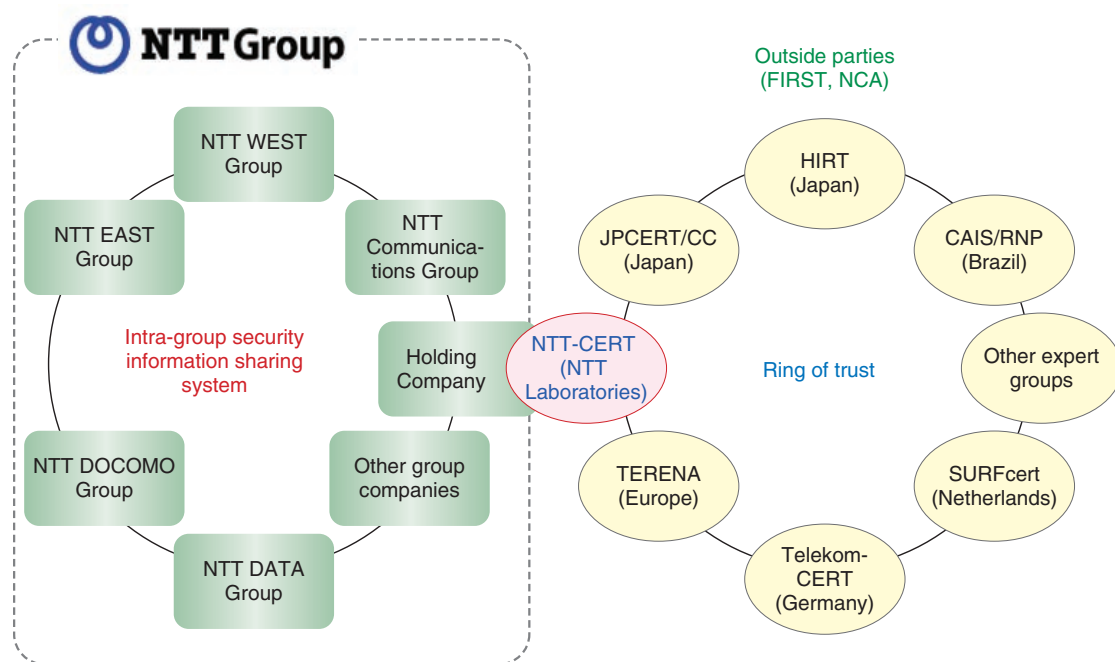 NTT Group
Outside parties
(FIRST, NCA)
NTT WEST
Group
NTT EAST
Group
NTT
Communica-
tions Group
Intra-group security
information sharing
system
Holding
Company
NTT DOCOMO
Group
Other group
companies
NTT DATA
Group
NTT-CERT
(NTT
Laboratories)
HIRT
(Japan)
JPCERT/CC
(Japan)
CAIS/RNP
(Brazil)
Ring of trust
Other expert
groups
TERENA
(Europe)
SURFcert
(Netherlands)
Telekom-
CERT
(Germany)